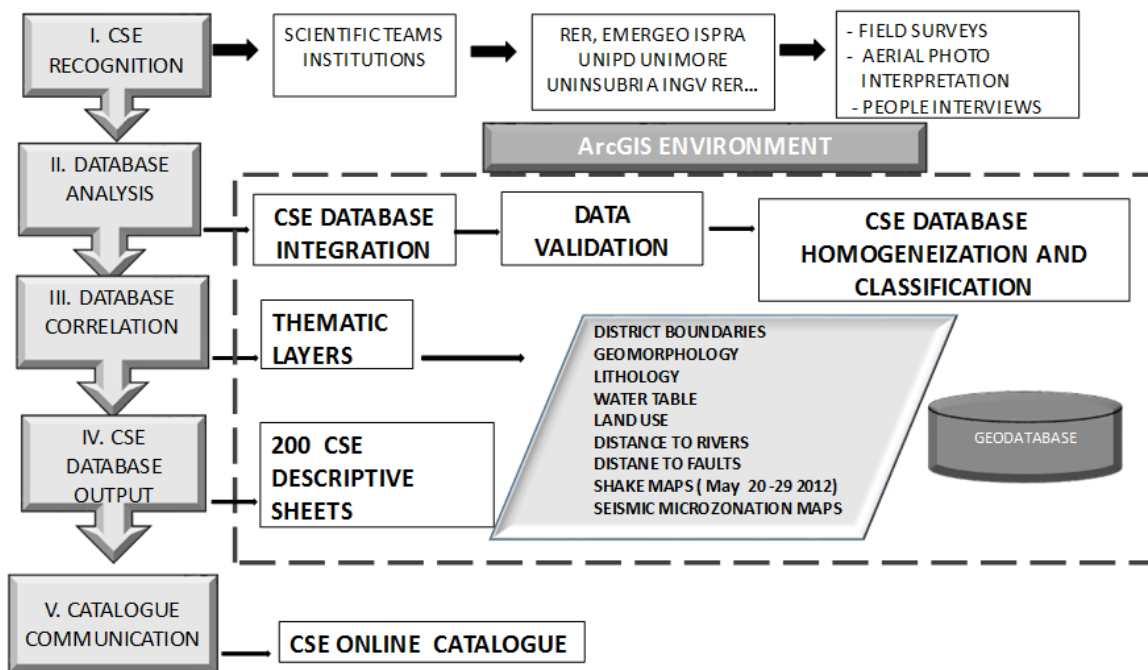 I. CSE
RECOGNITION
SCIENTIFIC TEAMS
INSTITUTIONS
RER, EMERGEO ISPRA
UNIPD UNIMORE
UNINSUBRIA INGV RER...
- FIELD SURVEYS
- AERIAL PHOTO
INTERPRETATION
- PEOPLE INTERVIEWS
ArcGIS ENVIRONMENT
II. DATABASE
ANALYSIS
CSE DATABASE
INTEGRATION
DATA
VALIDATION
CSE DATABASE
HOMOGENEIZATION AND
CLASSIFICATION
III. DATABASE
CORRELATION
THEMATIC
LAYERS
DISTRICT BOUNDARIES
GEOMORPHOLOGY
LITHOLOGY
WATER TABLE
LAND USE
DISTANCE TO RIVERS
DISTANE TO FAULTS
SHAKE MAPS ( May 20 -29 2012)
SEISMIC MICROZONATION MAPS
GEODATABASE
IV. CSE
DATABASE
OUTPUT
200 CSE
DESCRIPTIVE
SHEETS
V. CATALOGUE
COMMUNICATION
CSE ONLINE CATALOGUE